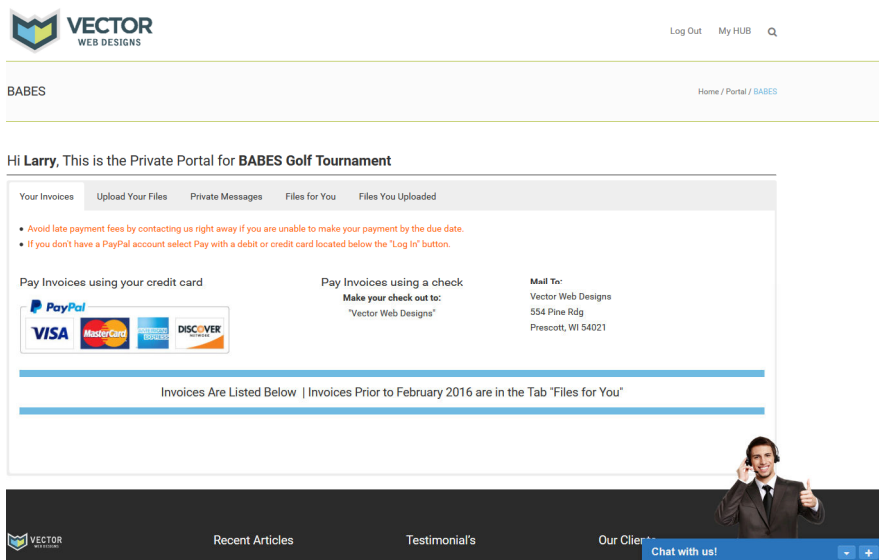 VECTOR
WEB DESIGNS
Log Out My HUB
BABES
Home / Portal / BABES
Hi Larry, This is the Private Portal for BABES Golf Tournament
Your Invoices Upload Your Files Private Messages Files for You Files You Uploaded
Avoid late payment fees by contacting us right away if you are unable to make your payment by the due date.
If you don't have a PayPal account select Pay with a debit or credit card located below the "Log In" button.
Pay Invoices using your credit card
PayPal
VISA MasterCard AMERICAN EXPRESS DISCOVER NETWORK
Pay Invoices using a check
Make your check out to:
"Vector Web Designs"
Mail To:
Vector Web Designs
554 Pine Rdg
Prescott, WI 54021
Invoices Are Listed Below | Invoices Prior to February 2016 are in the Tab "Files for You"
VECTOR
WEB DESIGNS
Recent Articles Testimonial's Our Clients
Chat with us!